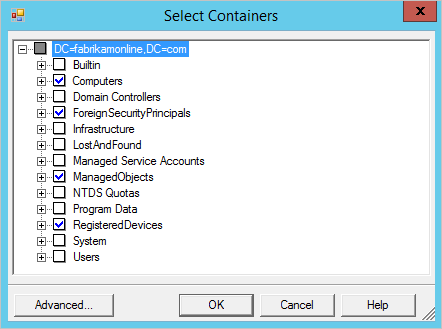 Select Containers
DC=fabrikamonline,DC=com
Builtin
Computers
Domain Controllers
ForeignSecurityPrincipals
Infrastructure
LostAndFound
Managed Service Accounts
ManagedObjects
NTDS Quotas
Program Data
RegisteredDevices
System
Users
Advanced... OK Cancel Help